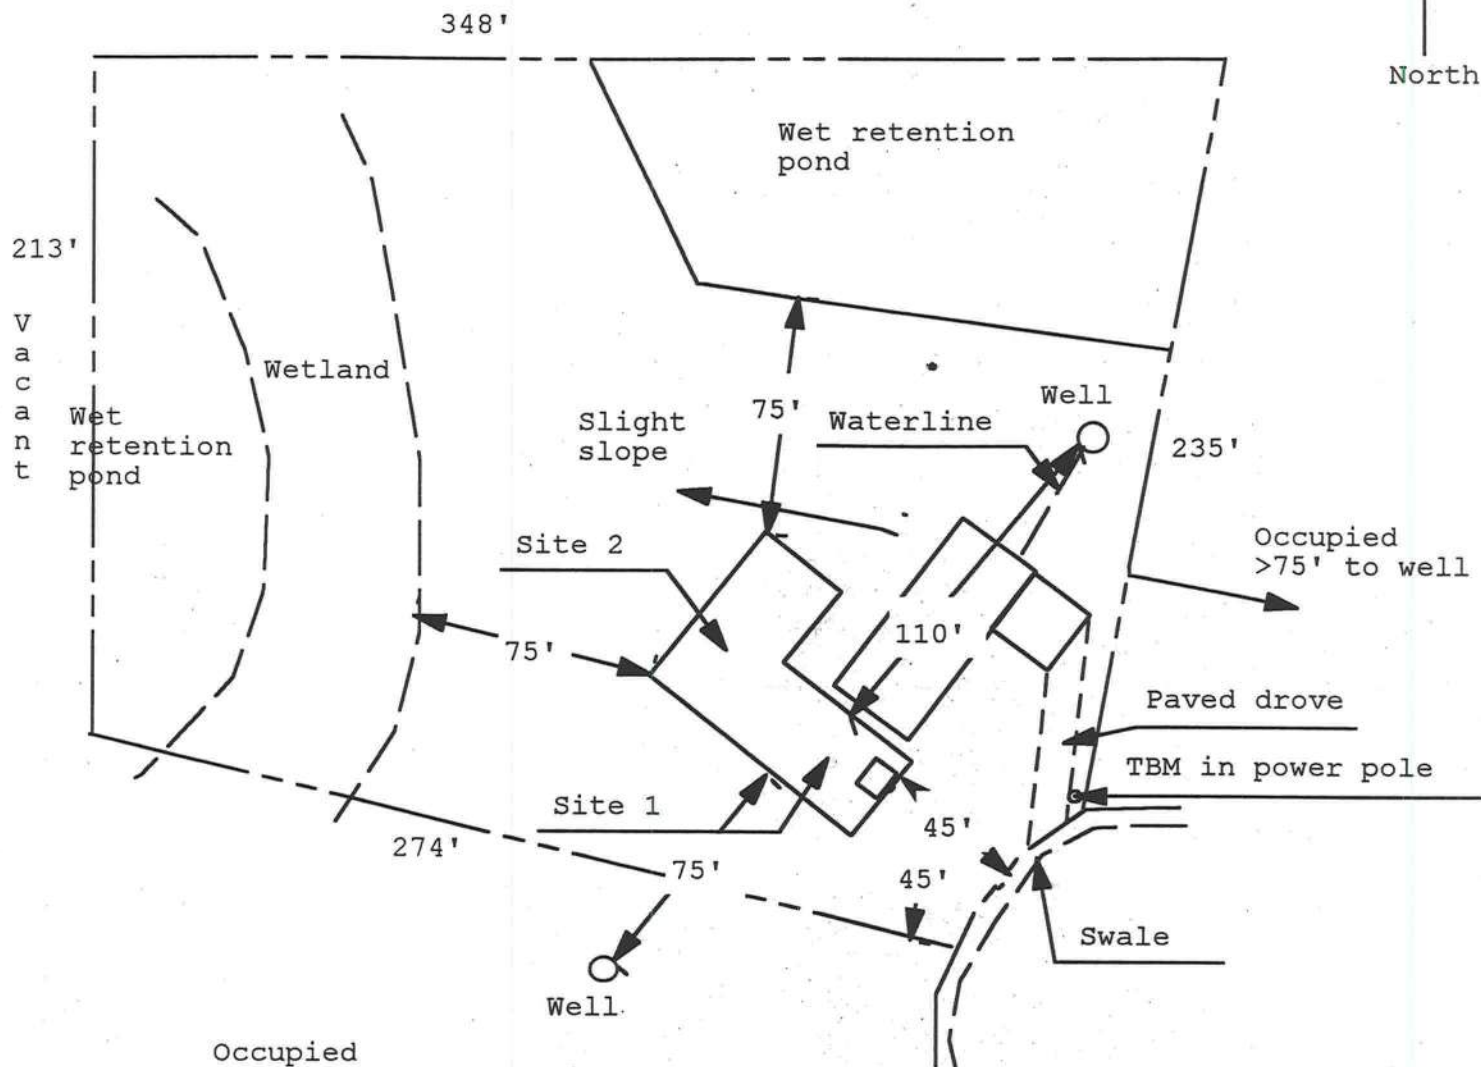 348'
North
Wet retention
pond
213'
Vacant
Wetland
Wet
retention
pond
Slight
slope
75'
Waterline
Well
235'
Occupied
>75' to well
Site 2
110'
75'
Paved drove
TBM in power pole
Site 1
45'
274'
75'
45'
Swale
Well
Occupied